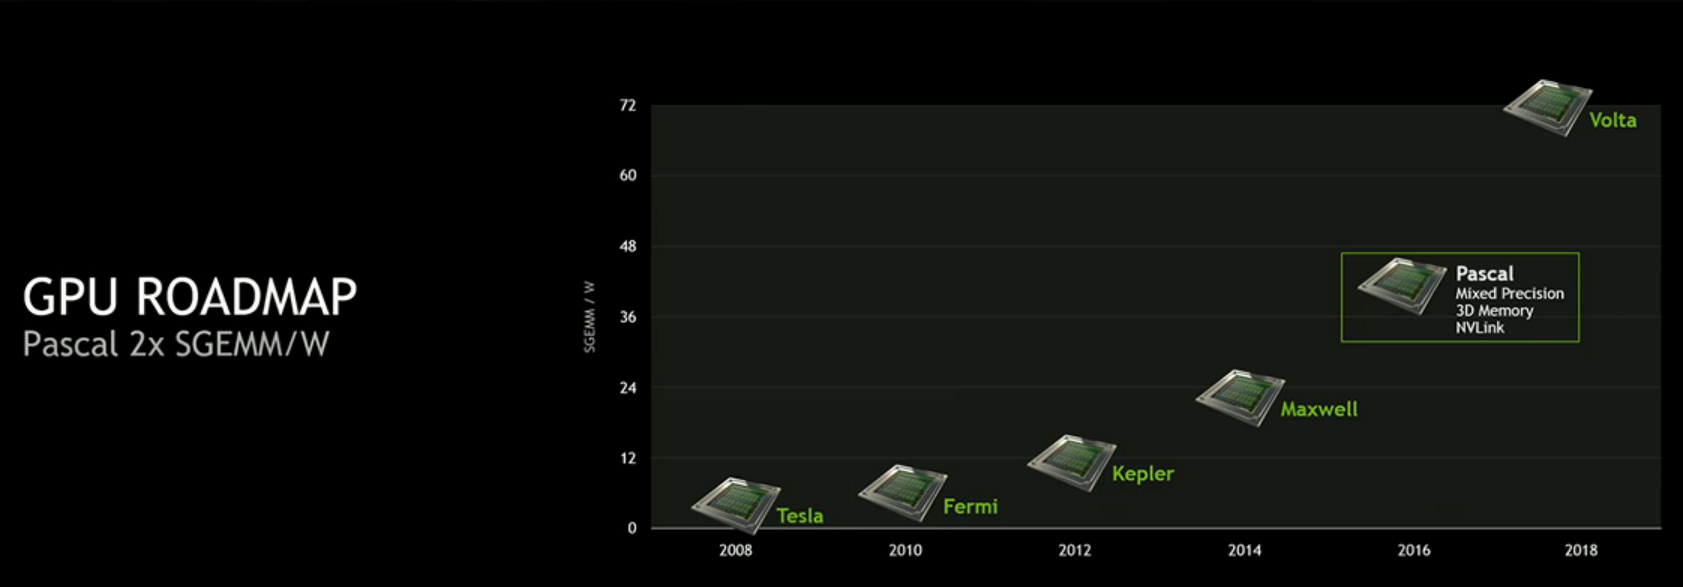 GPU ROADMAP
Pascal 2x SGEMM/W
SGEMM / W
72
60
48
36
24
12
0
2008
2010
2012
2014
2016
2018
Tesla
Fermi
Kepler
Maxwell
Pascal
Mixed Precision
3D Memory
NVLink
Volta